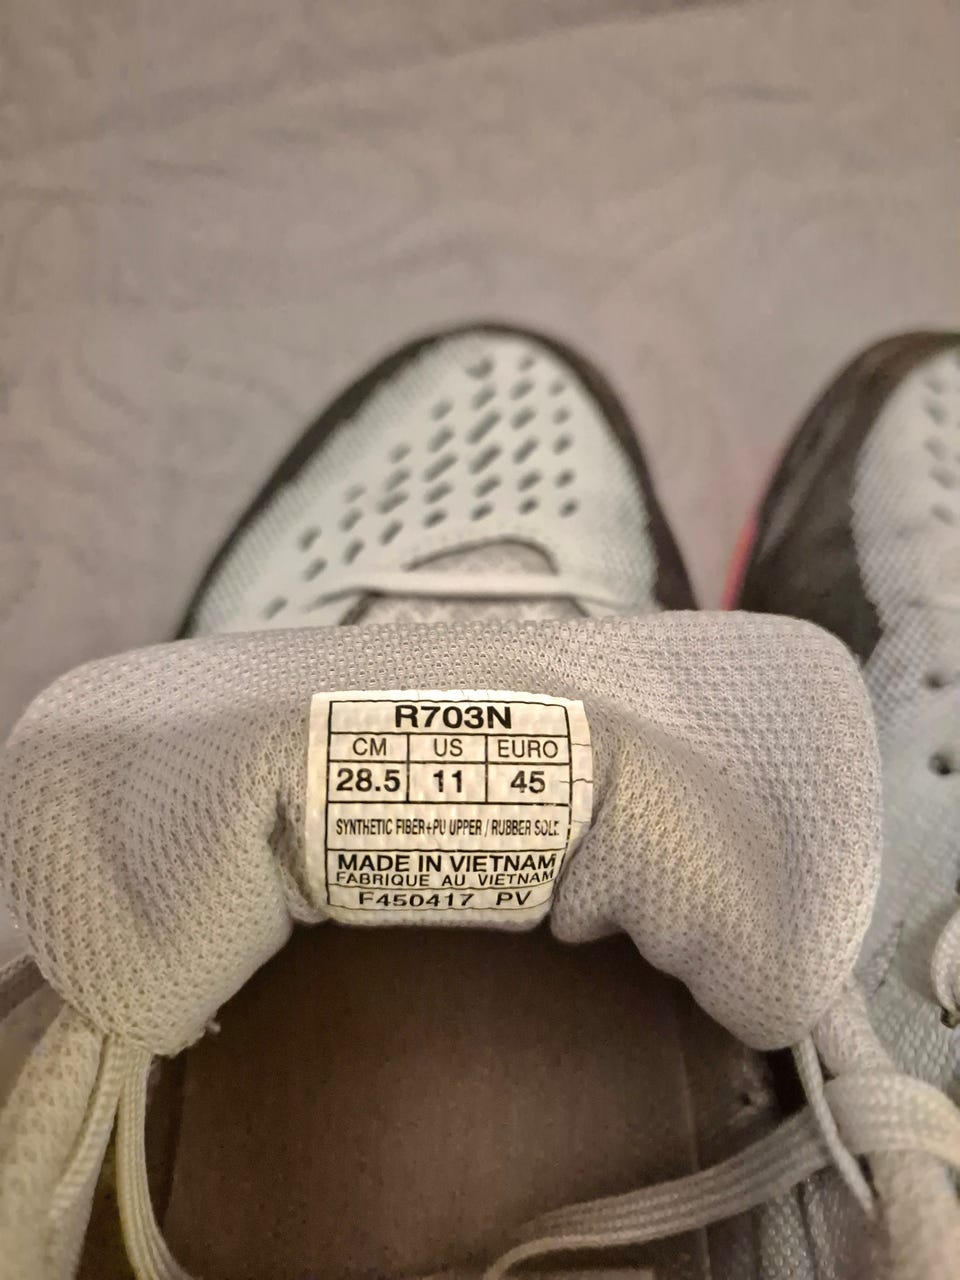 R703N
CM US EURO
28.5 11 45
SYNTHETIC FIBER+PU UPPER / RUBBER SOLE
MADE IN VIETNAM
FABRIQUE AU VIETNAM
F450417 PV